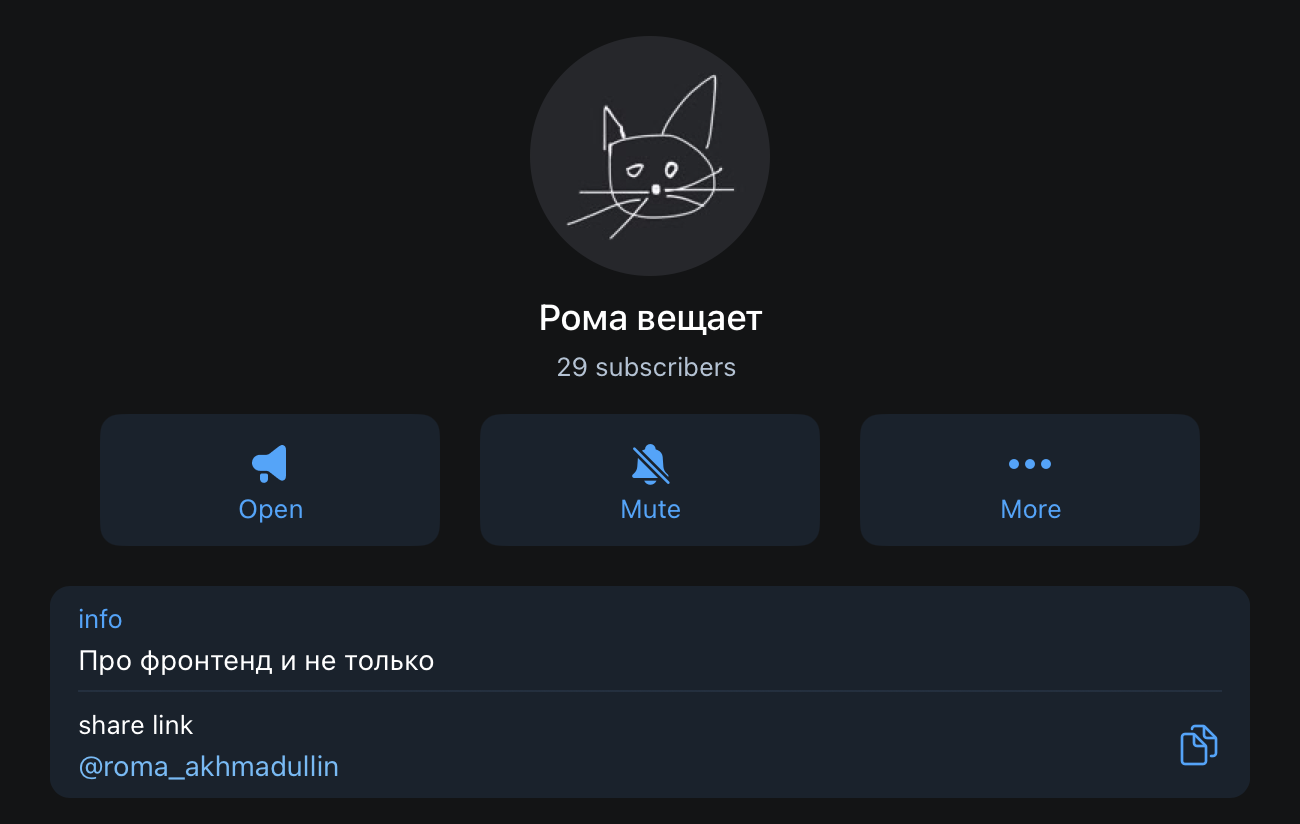 Рома вещает
29 subscribers
Open
Mute
More
info
Про фронтенд и не только
share link
@roma_akhmadullin